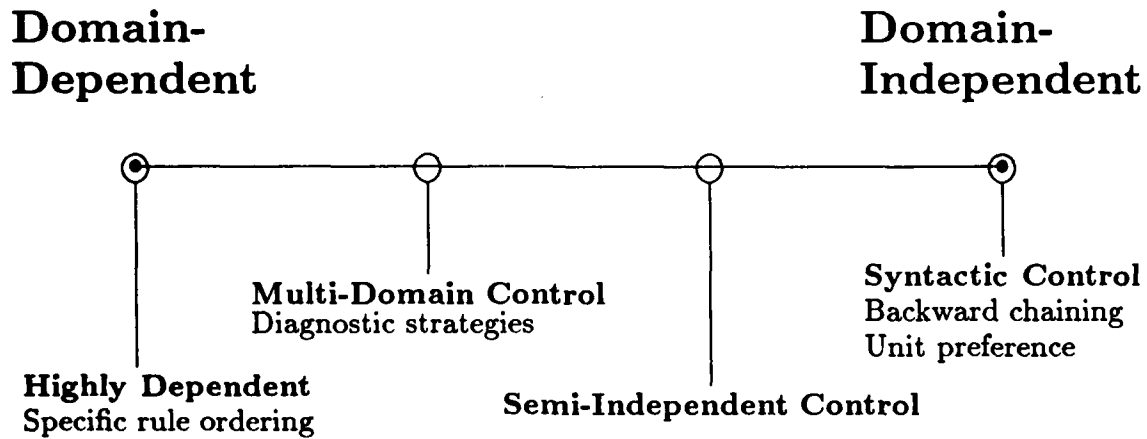 Domain-
Dependent
Domain-
Independent
Multi-Domain Control
Diagnostic strategies
Syntactic Control
Backward chaining
Unit preference
Highly Dependent
Specific rule ordering
Semi-Independent Control